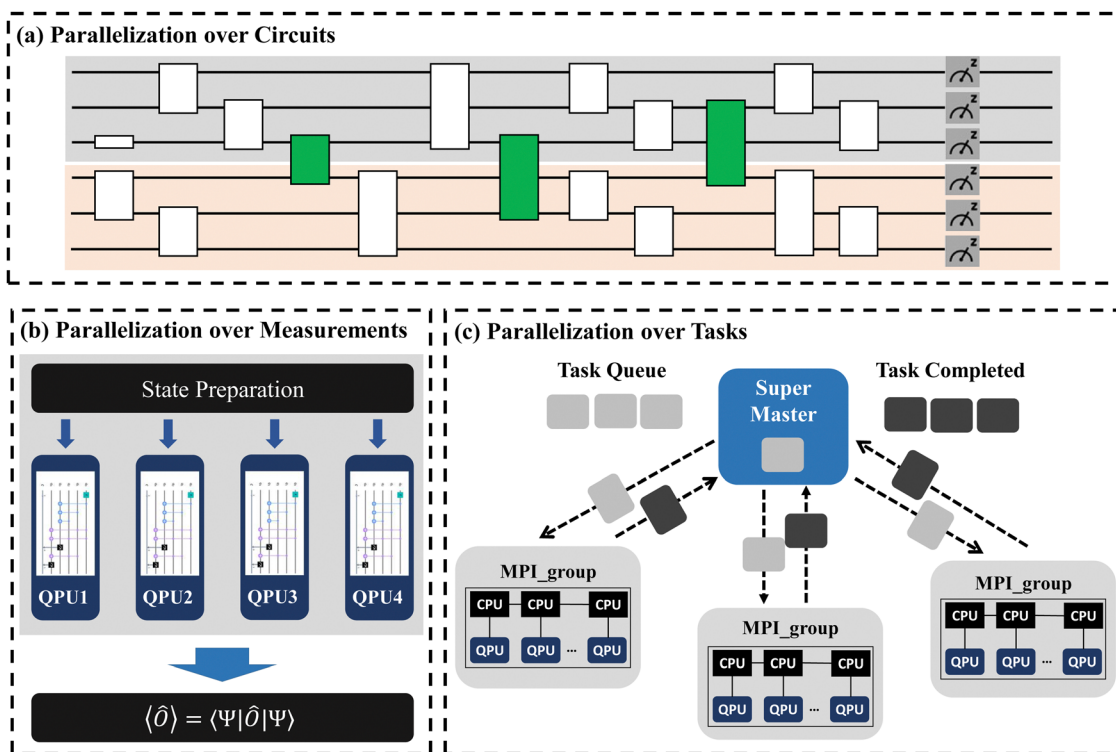 (a) Parallelization over Circuits
z
z
z
z
z
z
(b) Parallelization over Measurements
State Preparation
QPU1 QPU2 QPU3 QPU4
⟨Ô⟩ = ⟨Ψ|Ô|Ψ⟩
(c) Parallelization over Tasks
Task Queue
Super
Master
Task Completed
MPI_group
CPU CPU CPU
QPU QPU ... QPU
MPI_group
CPU CPU CPU
QPU QPU ... QPU
MPI_group
CPU CPU CPU
QPU QPU ... QPU